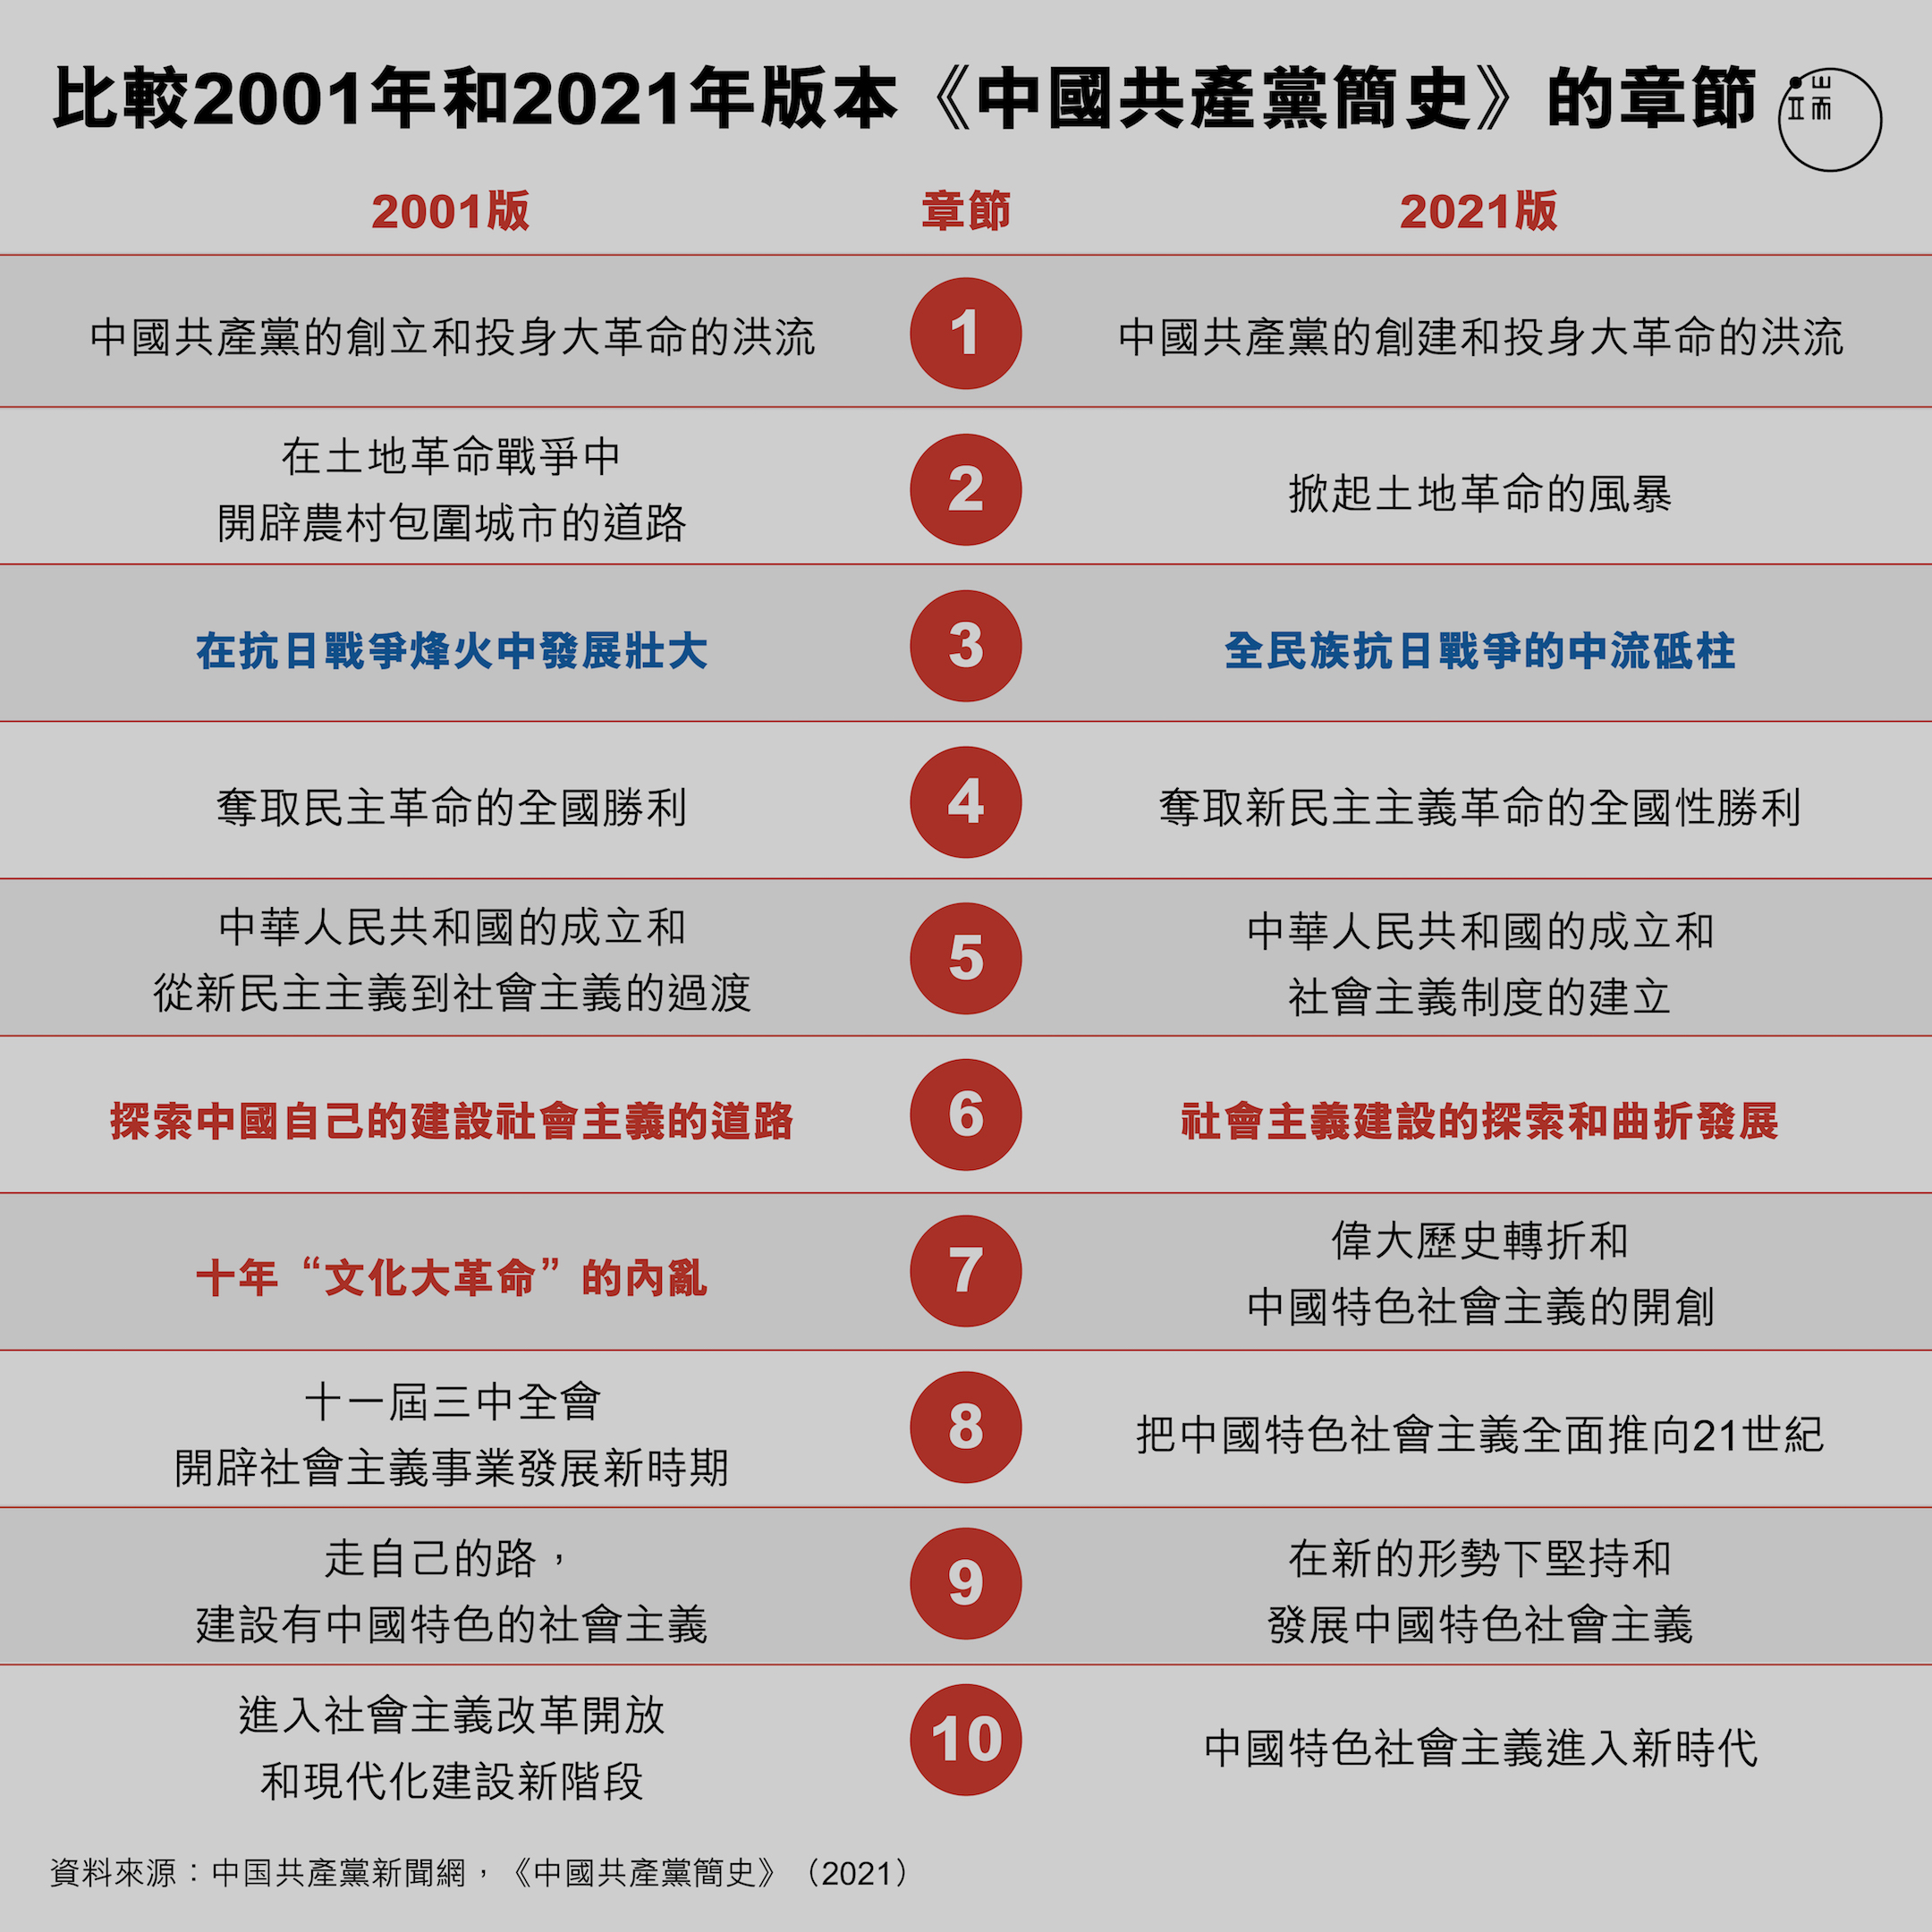 比較2001年和2021年版本《中國共產黨簡史》的章節
端
2001版 章節 2021版
中國共產黨的創立和投身大革命的洪流 1 中國共產黨的創建和投身大革命的洪流
在土地革命戰爭中
開辟農村包圍城市的道路 2 掀起土地革命的風暴
在抗日戰爭烽火中發展壯大 3 全民族抗日戰爭的中流砥柱
奪取民主革命的全國勝利 4 奪取新民主主義革命的全國性勝利
中華人民共和國的成立和
從新民主主義到社會主義的過渡 5 中華人民共和國的成立和
社會主義制度的建立
探索中國自己的建設社會主義的道路 6 社會主義建設的探索和曲折發展
十年“文化大革命”的內亂 7 偉大歷史轉折和
中國特色社會主義的開創
十一屆三中全會
開辟社會主義事業發展新時期 8 把中國特色社會主義全面推向21世紀
走自己的路，
建設有中國特色的社會主義 9 在新的形勢下堅持和
發展中國特色社會主義
進入社會主義改革開放
和現代化建設新階段 10 中國特色社會主義進入新時代
資料來源：中国共產黨新聞網，《中國共產黨簡史》（2021）